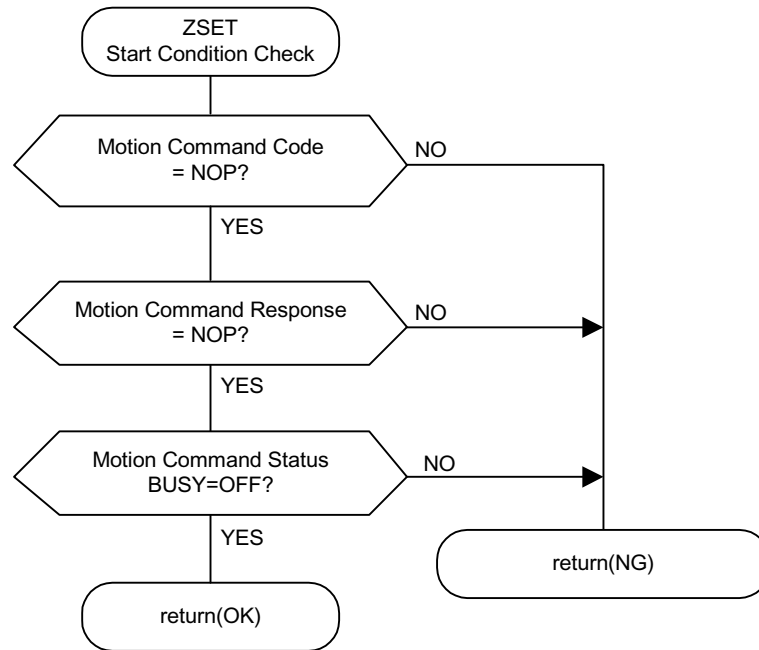 ZSET
Start Condition Check
Motion Command Code
= NOP?
NO
YES
Motion Command Response
= NOP?
NO
YES
Motion Command Status
BUSY=OFF?
NO
YES
return(NG)
return(OK)